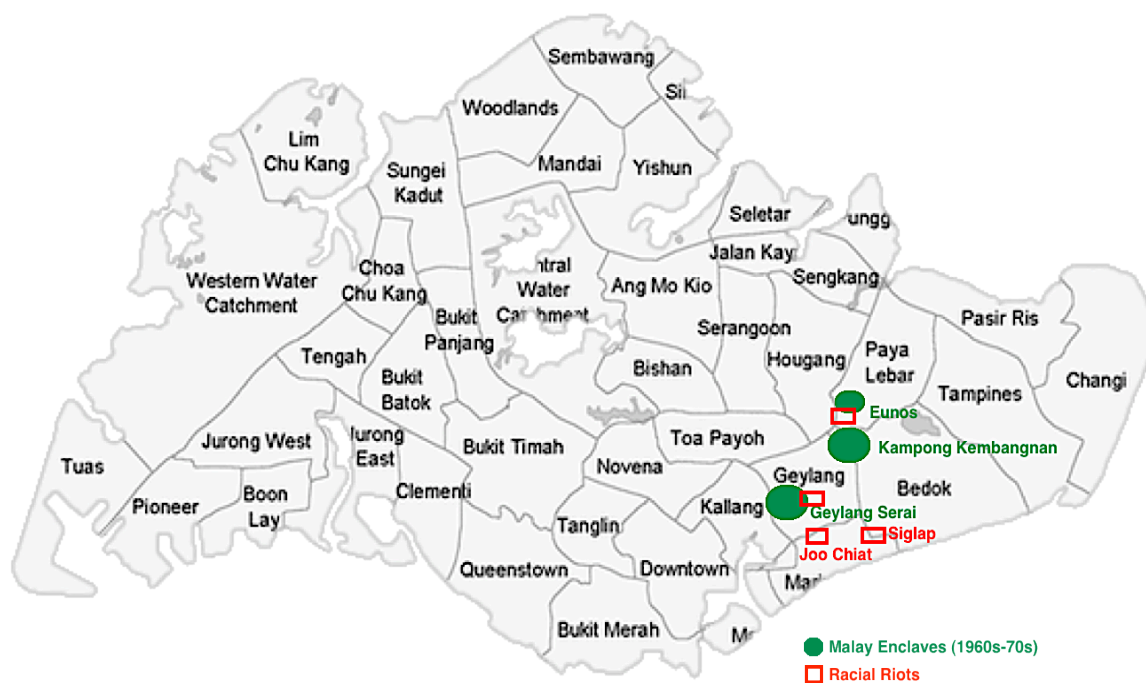 Sembawang
Woodlands
Lim
Chu Kang
Mandai
Yishun
Sungei
Kadut
Seletar
Jalan Kay
Sengkang
Western Water
Catchment
Choa
Chu Kang
Water
Ang Mo Kio
Pasir Ris
Bukit
Panjang
Serangoon
Hougang
Paya
Lebar
Tengah
Bishan
Tampines
Changi
Bukit
Batok
Eunos
Jurong West
Jurong
East
Bukit Timah
Toa Payoh
Kampong Kembangnan
Tuas
Novena
Geylang
Bedok
Pioneer
Boon
Lay
Clementi
Kallang
Geylang Serai
Tanglin
Siglap
Joo Chiat
Queenstown
Downtown
Bukit Merah
Malay Enclaves (1960s-70s)
Racial Riots